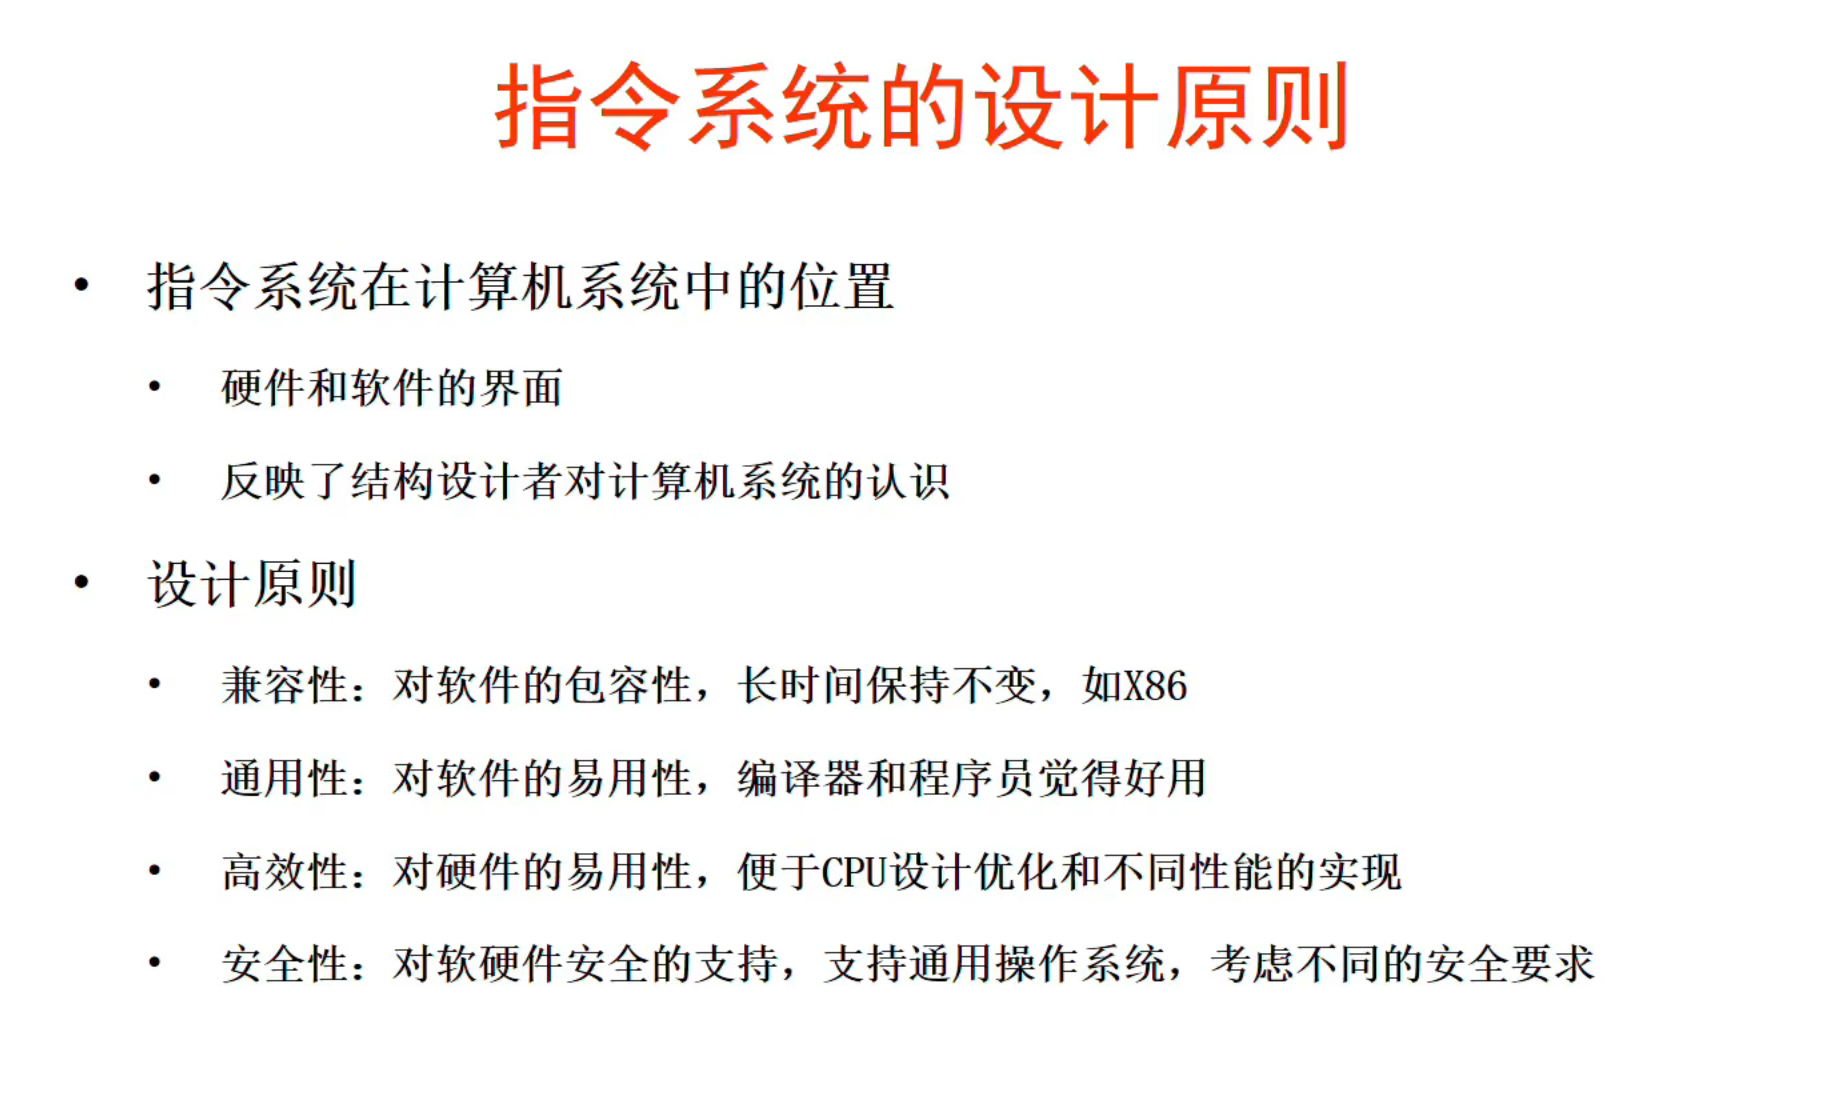 指令系统的设计原则
• 指令系统在计算机系统中的位置
• 硬件和软件的界面
• 反映了结构设计者对计算机系统的认识
• 设计原则
• 兼容性：对软件的包容性，长时间保持不变，如X86
• 通用性：对软件的易用性，编译器和程序员觉得好用
• 高效性：对硬件的易用性，便于CPU设计优化和不同性能的实现
• 安全性：对软硬件安全的支持，支持通用操作系统，考虑不同的安全要求